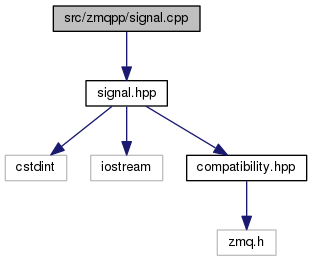 src/zmqpp/signal.cpp
signal.hpp
cstdint
iostream
compatibility.hpp
zmq.h